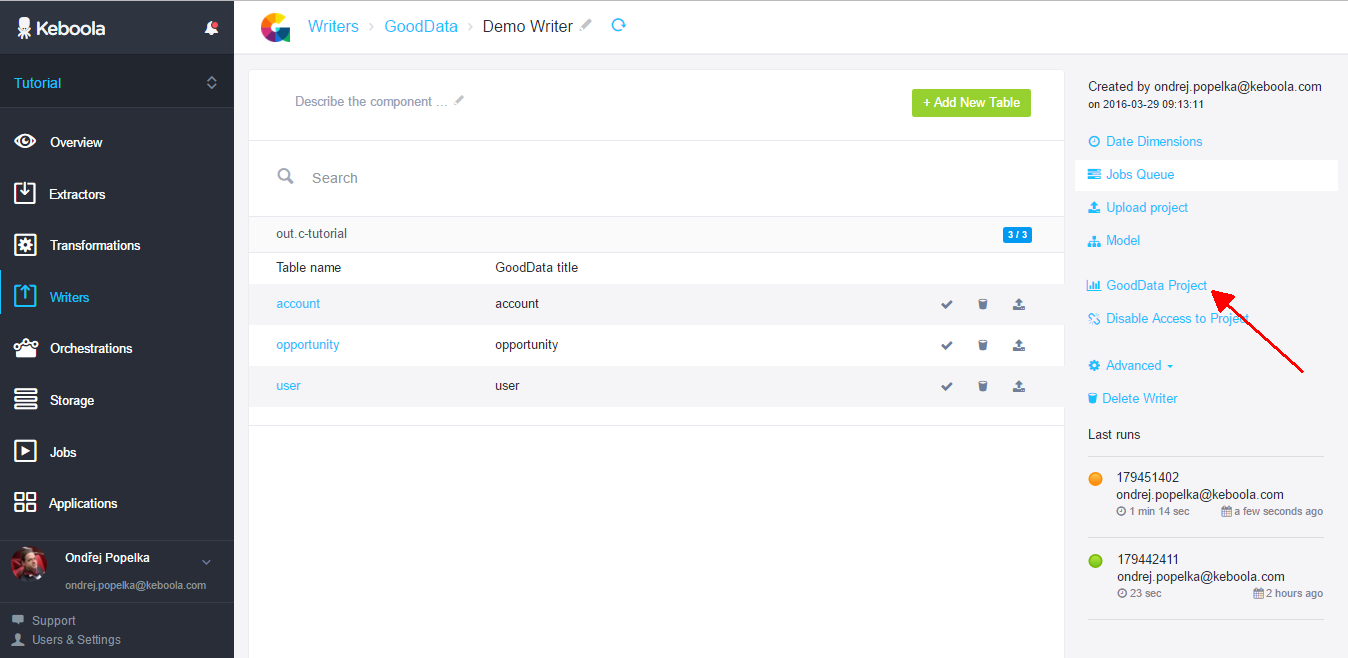 Keboola
Tutorial
Overview
Extractors
Transformations
Writers
Orchestrations
Storage
Jobs
Applications
Ondřej Popelka
ondrej.popelka@keboola.com
Support
Users & Settings
Writers › GoodData › Demo Writer
Describe the component ...
+ Add New Table
Search
out.c-tutorial 3 / 3
Table name GoodData title
account account
opportunity opportunity
user user
Created by ondrej.popelka@keboola.com
on 2016-03-29 09:13:11
Date Dimensions
Jobs Queue
Upload project
Model
GoodData Project
Disable Access to Project
Advanced
Delete Writer
Last runs
179451402
ondrej.popelka@keboola.com
1 min 14 sec a few seconds ago
179442411
ondrej.popelka@keboola.com
23 sec 2 hours ago